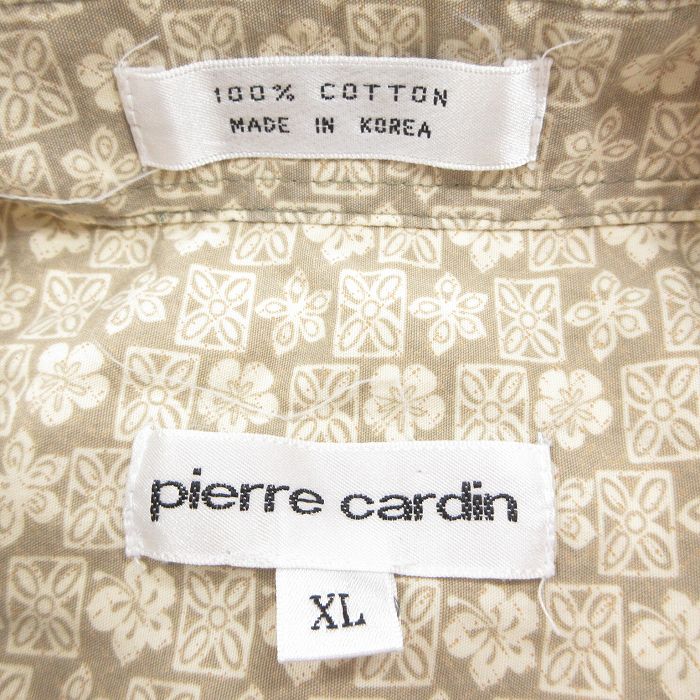 100% COTTON
MADE IN KOREA
pierre cardin
XL